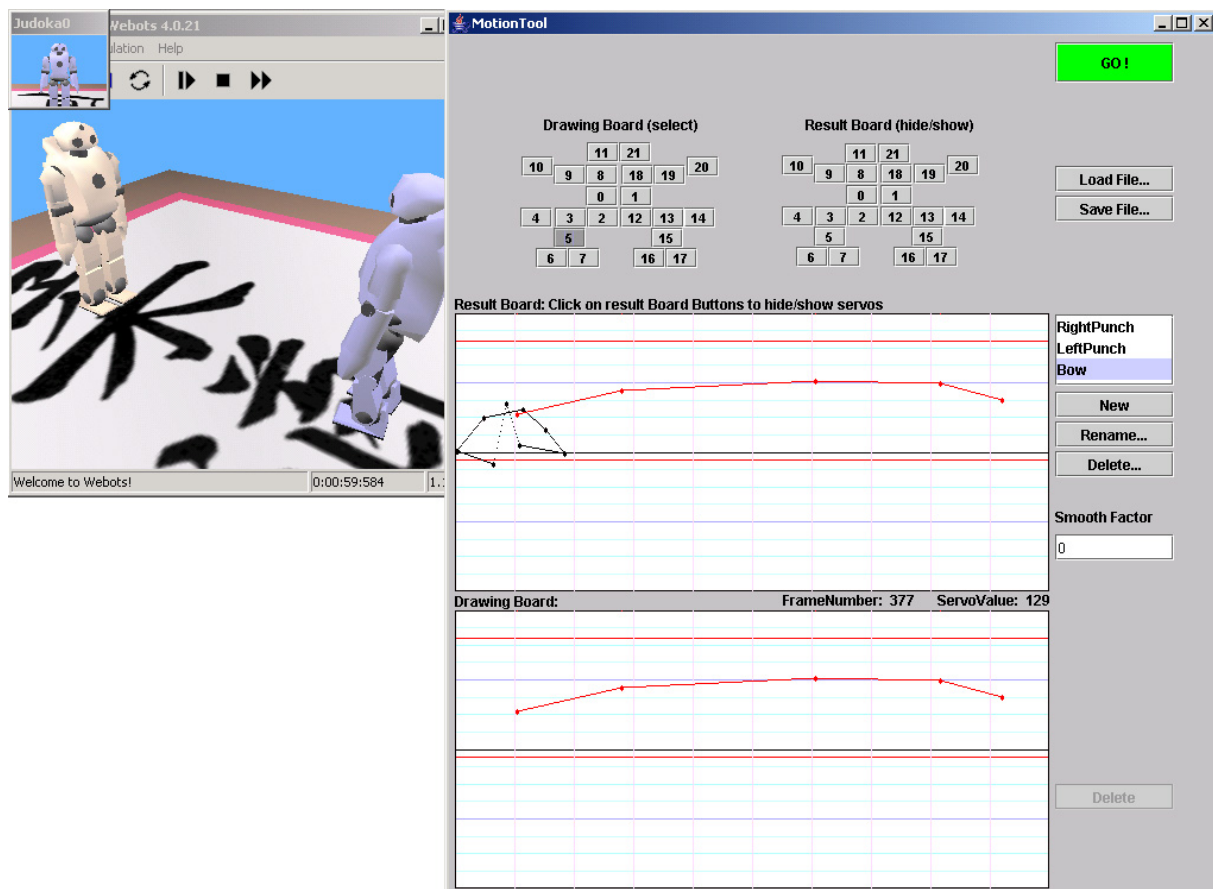 Judoka0
Webots 4.0.21
ulation Help
Welcome to Webots!
0:00:59:584
1.
MotionTool
GO !
Drawing Board (select)
11 21
10 9 8 18 19 20
0 1
4 3 2 12 13 14
5 15
6 7 16 17
Result Board (hide/show)
11 21
10 9 8 18 19 20
0 1
4 3 2 12 13 14
5 15
6 7 16 17
Load File...
Save File...
Result Board: Click on result Board Buttons to hide/show servos
RightPunch
LeftPunch
Bow
New
Rename...
Delete...
Smooth Factor
0
Drawing Board: FrameNumber: 377 ServoValue: 129
Delete